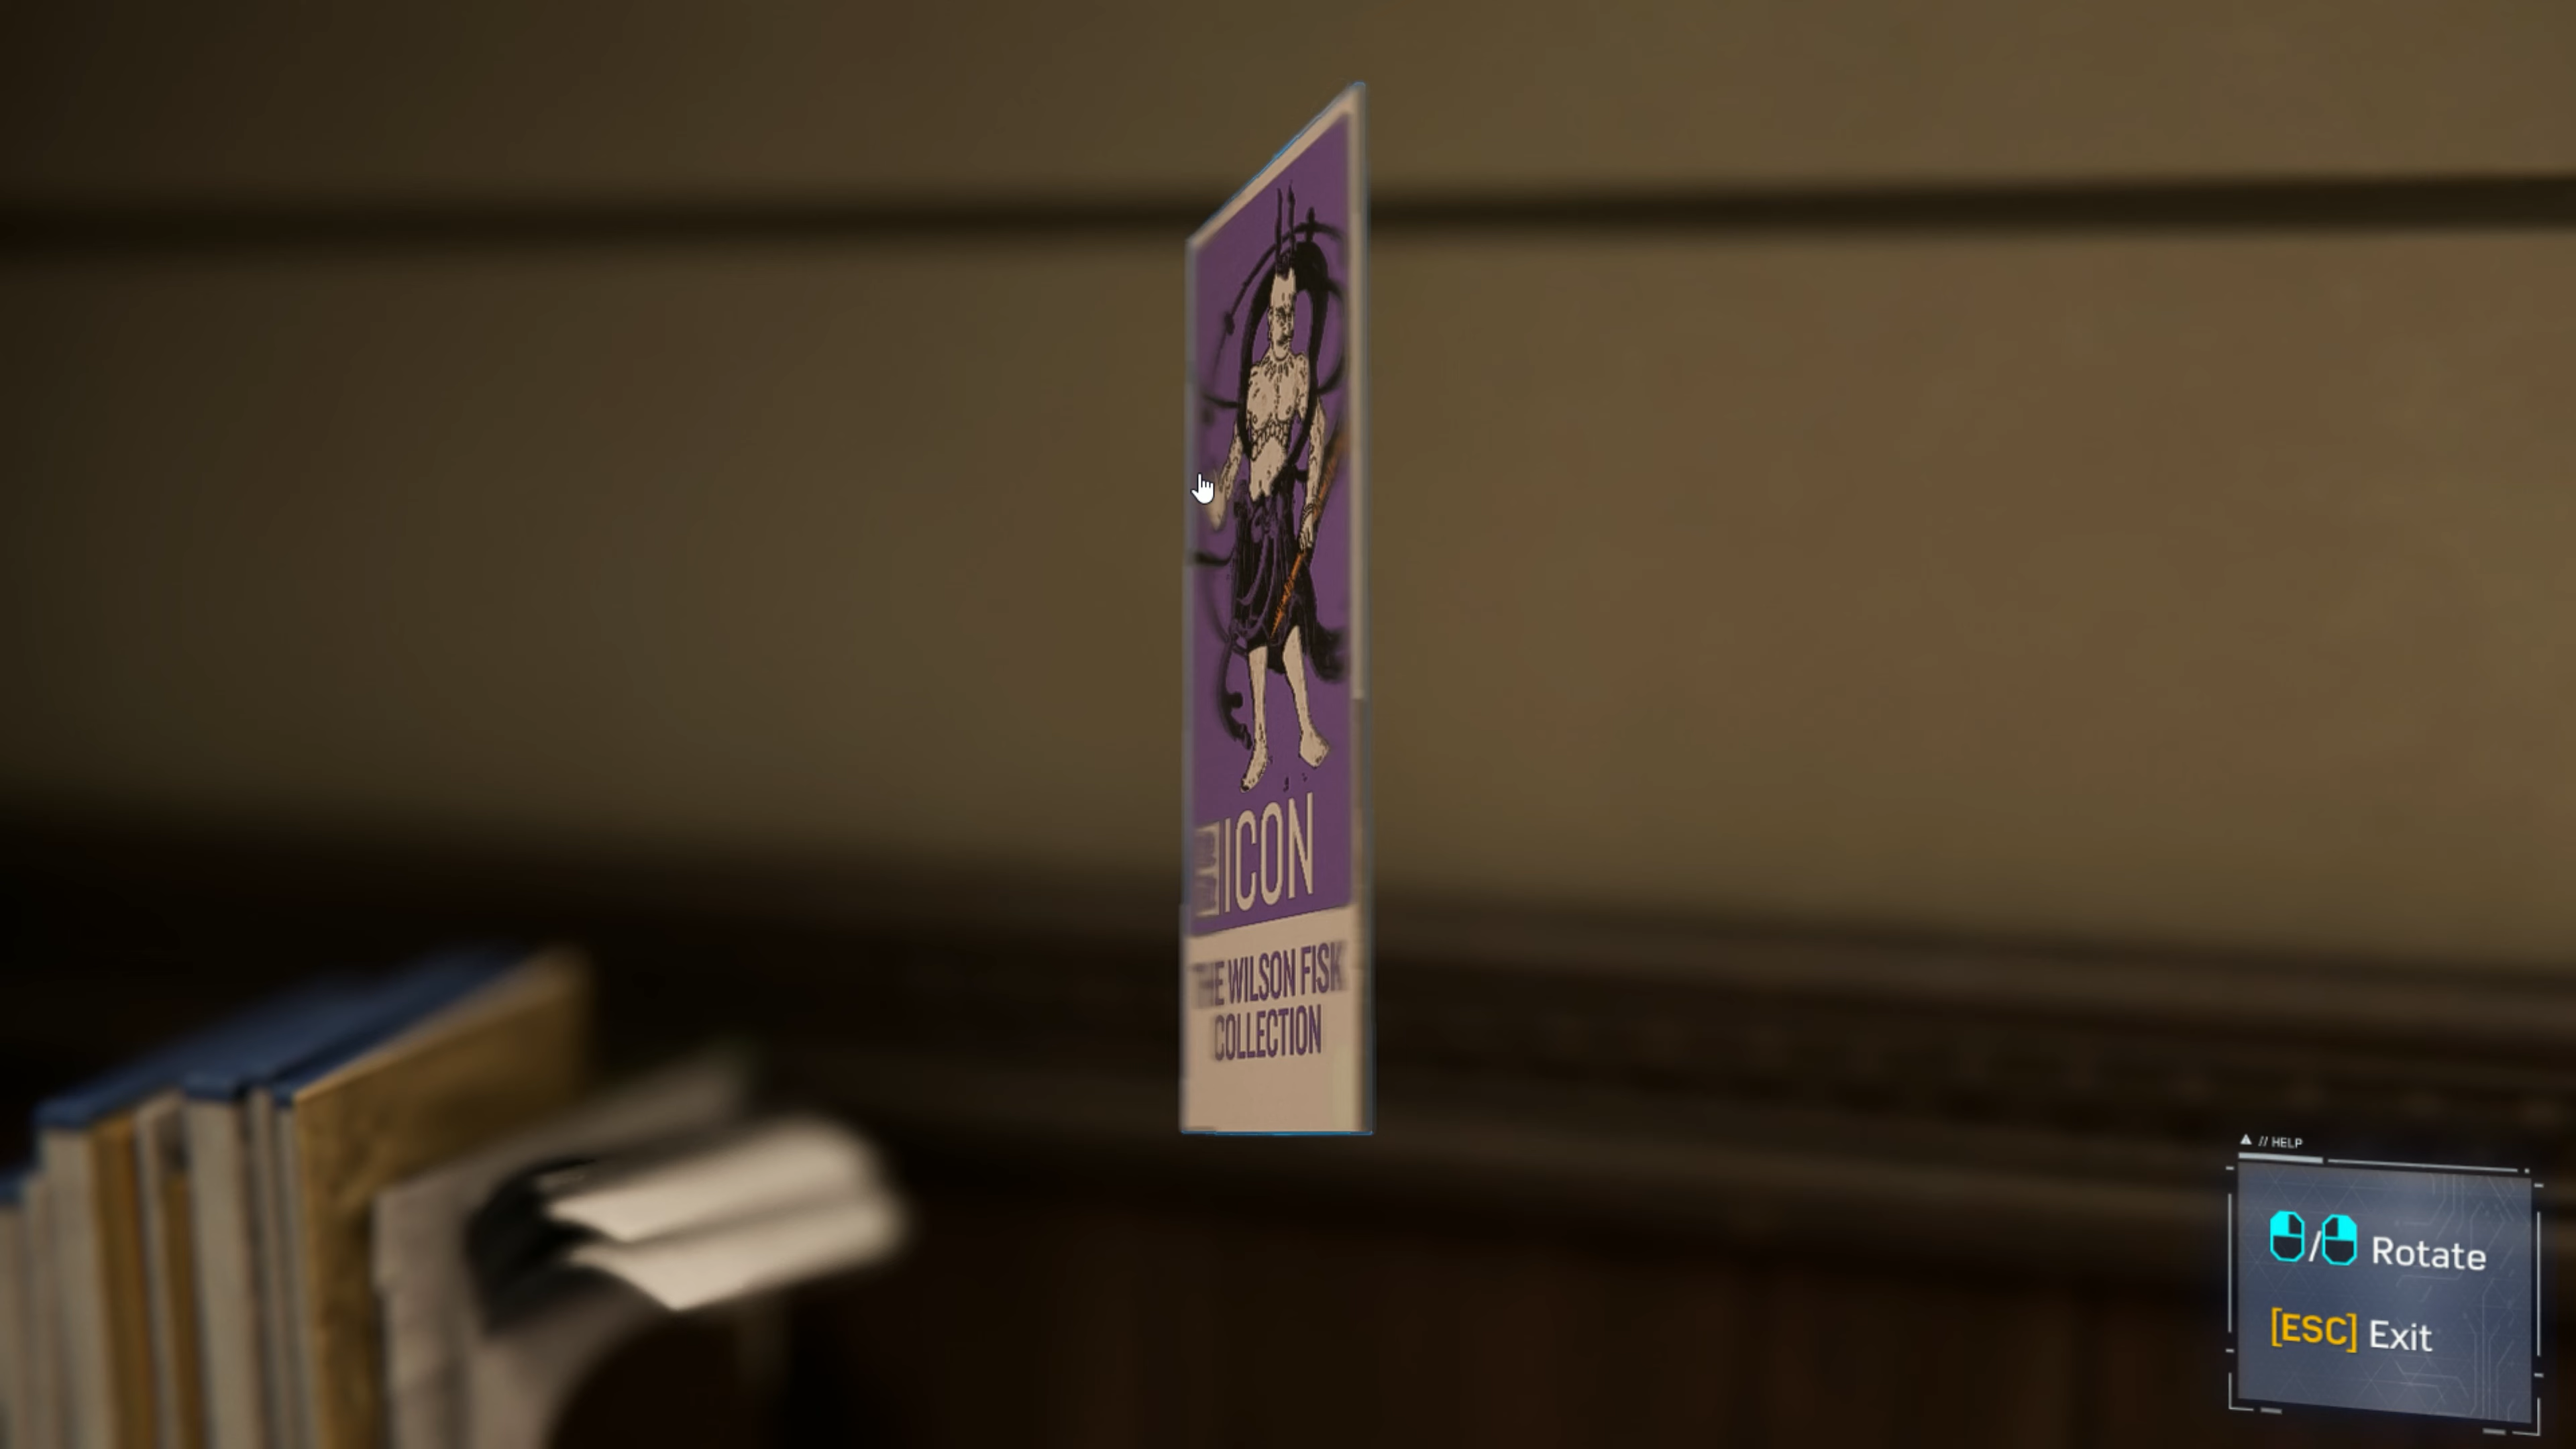 ICON
THE WILSON FISK
COLLECTION
// HELP
/ Rotate
[ESC] Exit